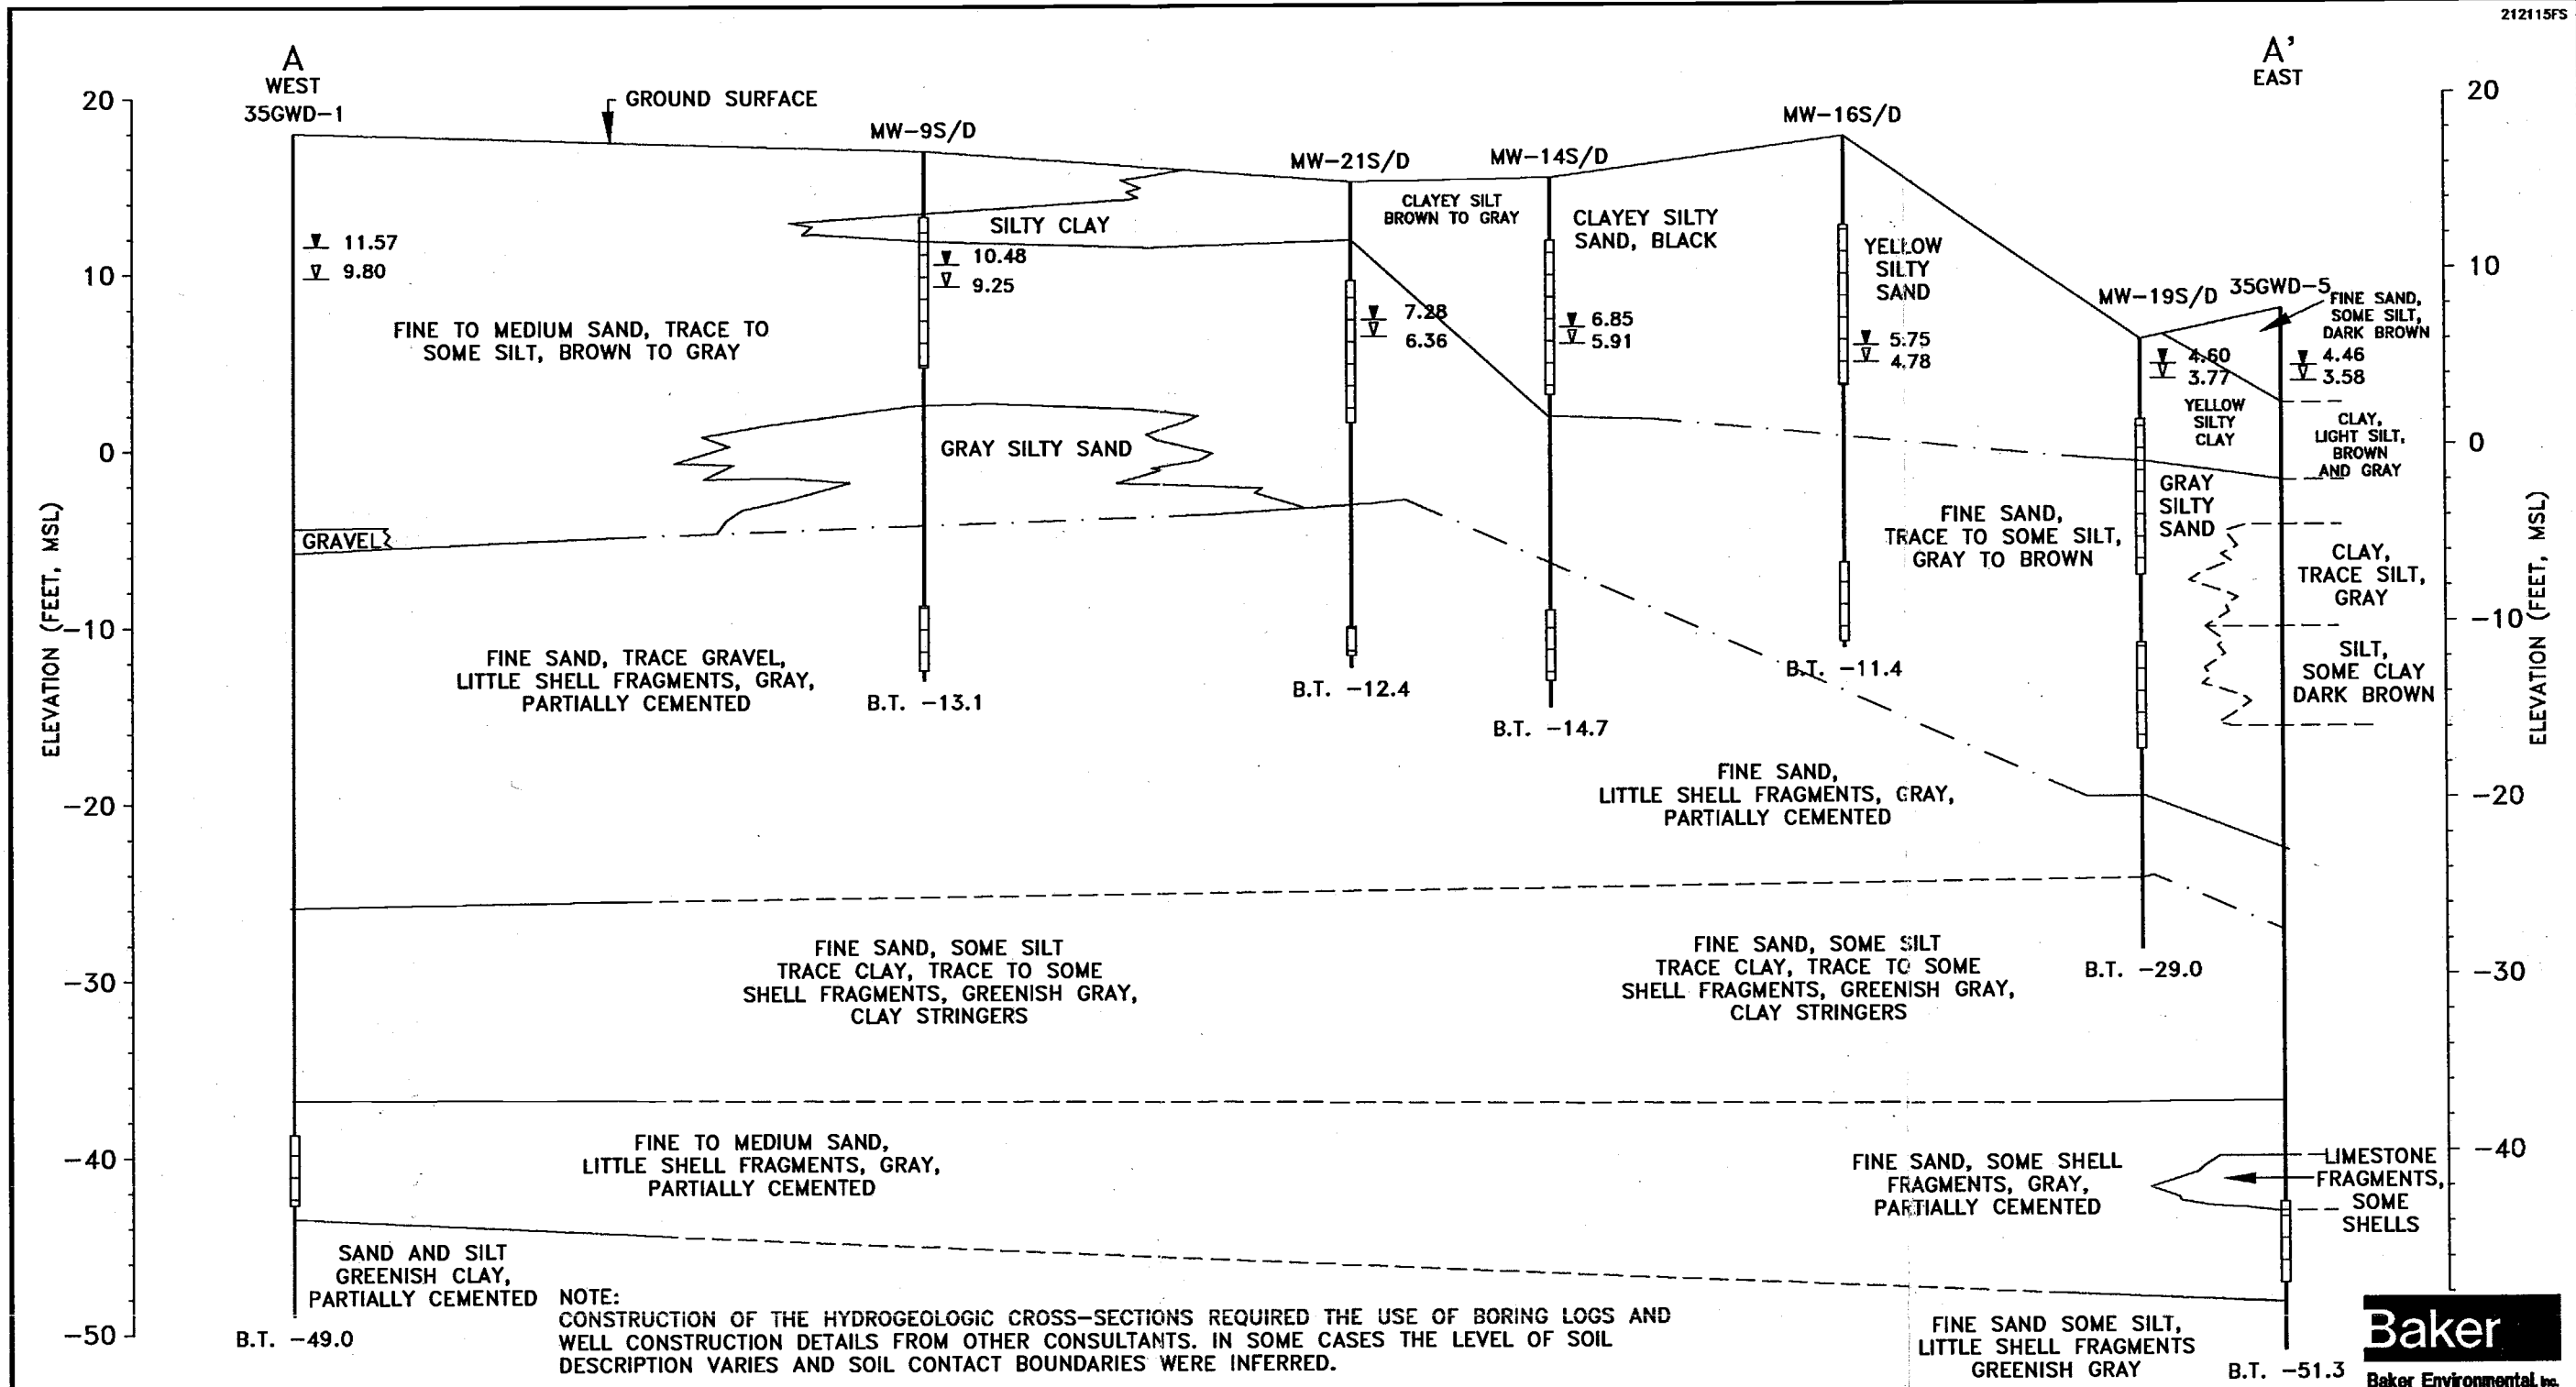 212115FS
A
WEST
35GWD-1
A'
EAST
20
10
0
-10
-20
-30
-40
-50
ELEVATION (FEET, MSL)
GROUND SURFACE
MW-9S/D
MW-21S/D
MW-14S/D
MW-16S/D
MW-19S/D
35GWD-5
20
10
0
-10
-20
-30
-40
ELEVATION (FEET, MSL)
11.57
9.80
10.48
9.25
7.28
6.36
6.85
5.91
5.75
4.78
4.60
3.77
4.46
3.58
SILTY CLAY
CLAYEY SILT
BROWN TO GRAY
CLAYEY SILTY
SAND, BLACK
YELLOW
SILTY
SAND
FINE SAND,
SOME SILT,
DARK BROWN
FINE TO MEDIUM SAND, TRACE TO
SOME SILT, BROWN TO GRAY
YELLOW
SILTY
CLAY
CLAY,
LIGHT SILT,
BROWN
AND GRAY
GRAY SILTY SAND
GRAVEL
FINE SAND,
TRACE TO SOME SILT,
GRAY TO BROWN
GRAY
SILTY
SAND
CLAY,
TRACE SILT,
GRAY
SILT,
SOME CLAY
DARK BROWN
FINE SAND, TRACE GRAVEL,
LITTLE SHELL FRAGMENTS, GRAY,
PARTIALLY CEMENTED
B.T. -13.1
B.T. -12.4
B.T. -14.7
B.T. -11.4
FINE SAND,
LITTLE SHELL FRAGMENTS, GRAY,
PARTIALLY CEMENTED
FINE SAND, SOME SILT
TRACE CLAY, TRACE TO SOME
SHELL FRAGMENTS, GREENISH GRAY,
CLAY STRINGERS
FINE SAND, SOME SILT
TRACE CLAY, TRACE TO SOME
SHELL FRAGMENTS, GREENISH GRAY,
CLAY STRINGERS
B.T. -29.0
FINE TO MEDIUM SAND,
LITTLE SHELL FRAGMENTS, GRAY,
PARTIALLY CEMENTED
FINE SAND, SOME SHELL
FRAGMENTS, GRAY,
PARTIALLY CEMENTED
LIMESTONE
FRAGMENTS,
SOME
SHELLS
SAND AND SILT
GREENISH CLAY,
PARTIALLY CEMENTED
B.T. -49.0
NOTE:
CONSTRUCTION OF THE HYDROGEOLOGIC CROSS-SECTIONS REQUIRED THE USE OF BORING LOGS AND
WELL CONSTRUCTION DETAILS FROM OTHER CONSULTANTS. IN SOME CASES THE LEVEL OF SOIL
DESCRIPTION VARIES AND SOIL CONTACT BOUNDARIES WERE INFERRED.
FINE SAND SOME SILT,
LITTLE SHELL FRAGMENTS
GREENISH GRAY
B.T. -51.3
Baker
Baker Environmental, Inc.